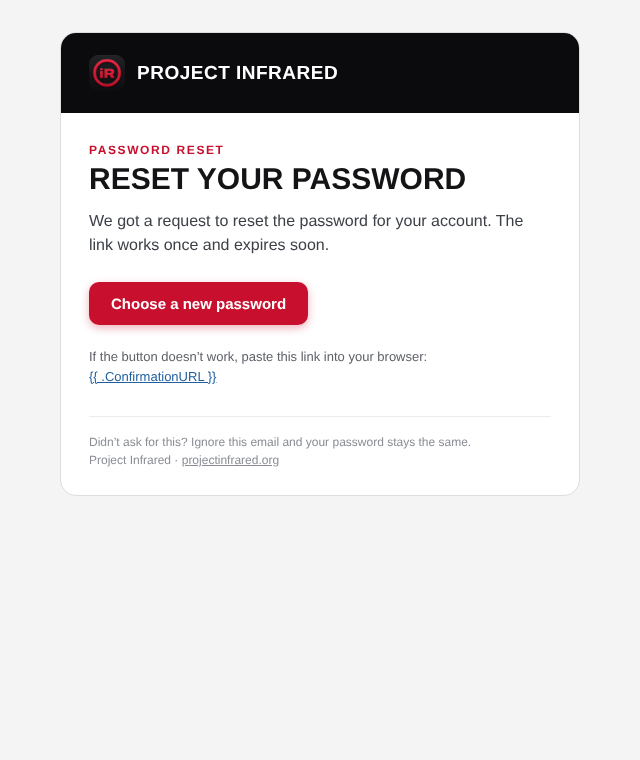 iR PROJECT INFRARED
PASSWORD RESET
RESET YOUR PASSWORD
We got a request to reset the password for your account. The
link works once and expires soon.
Choose a new password
If the button doesn’t work, paste this link into your browser:
{{ .ConfirmationURL }}
Didn’t ask for this? Ignore this email and your password stays the same.
Project Infrared · projectinfrared.org